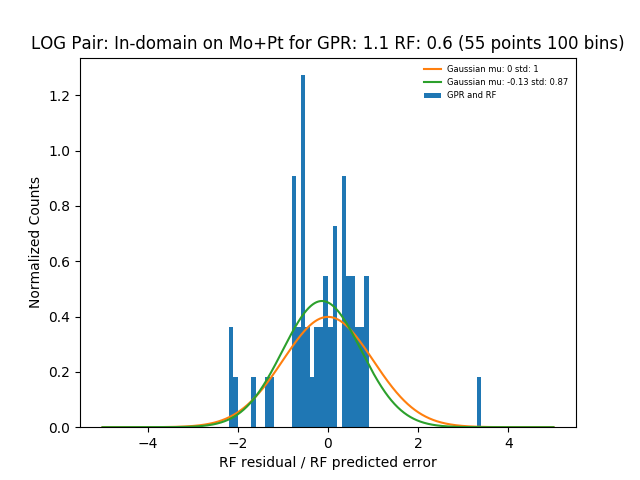 LOG Pair: In-domain on Mo+Pt for GPR: 1.1 RF: 0.6 (55 points 100 bins)
Gaussian mu: 0 std: 1
Gaussian mu: -0.13 std: 0.87
GPR and RF
Normalized Counts
1.2
1.0
0.8
0.6
0.4
0.2
0.0
−4
−2
0
2
4
RF residual / RF predicted error